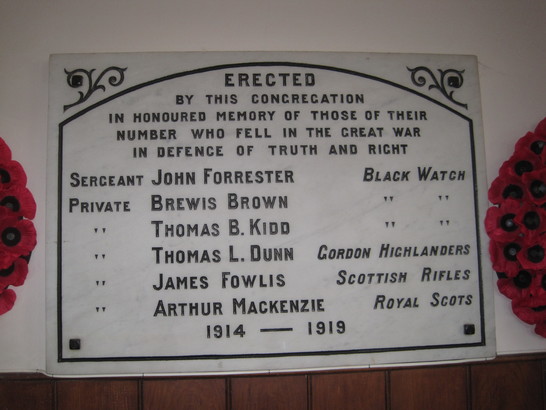 ERECTED
BY THIS CONGREGATION
IN HONOURED MEMORY OF THOSE OF THEIR
NUMBER WHO FELL IN THE GREAT WAR
IN DEFENCE OF TRUTH AND RIGHT
SERGEANT JOHN FORRESTER BLACK WATCH
PRIVATE BREWIS BROWN " "
" THOMAS B. KIDD " "
" THOMAS L. DUNN GORDON HIGHLANDERS
" JAMES FOWLIS SCOTTISH RIFLES
" ARTHUR MACKENZIE ROYAL SCOTS
1914 — 1919